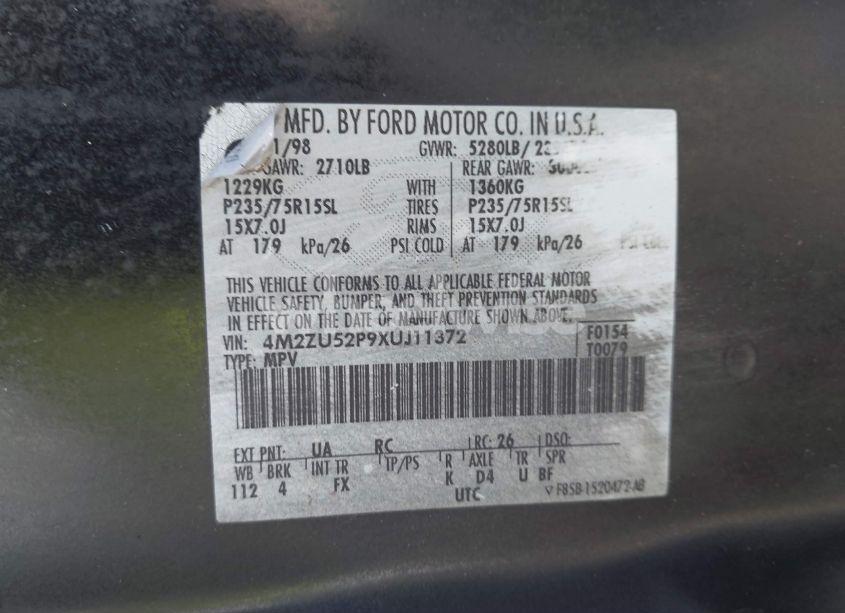 MFD. BY FORD MOTOR CO. IN U.S.A.
1/98 GVWR: 5280LB/
GAWR: 2710LB REAR GAWR:
1229KG WITH 1360KG
P235/75R15SL TIRES P235/75R15SL
15X7.0J RIMS 15X7.0J
AT 179 kPa/26 PSI COLD AT 179 kPa/26 PSI
THIS VEHICLE CONFORMS TO ALL APPLICABLE FEDERAL MOTOR
VEHICLE SAFETY, BUMPER, AND THEFT PREVENTION STANDARDS
IN EFFECT ON THE DATE OF MANUFACTURE SHOWN ABOVE.
VIN: 4M2ZU52P9XUJ11372 F0154
TYPE: MPV T0079
EXT PNT: UA RC RC: 26 DSO:
WB BRK INT TR TP/PS R AXLE TR SPR
112 4 FX K D4 U BF
UTC F85B-1520472-AB